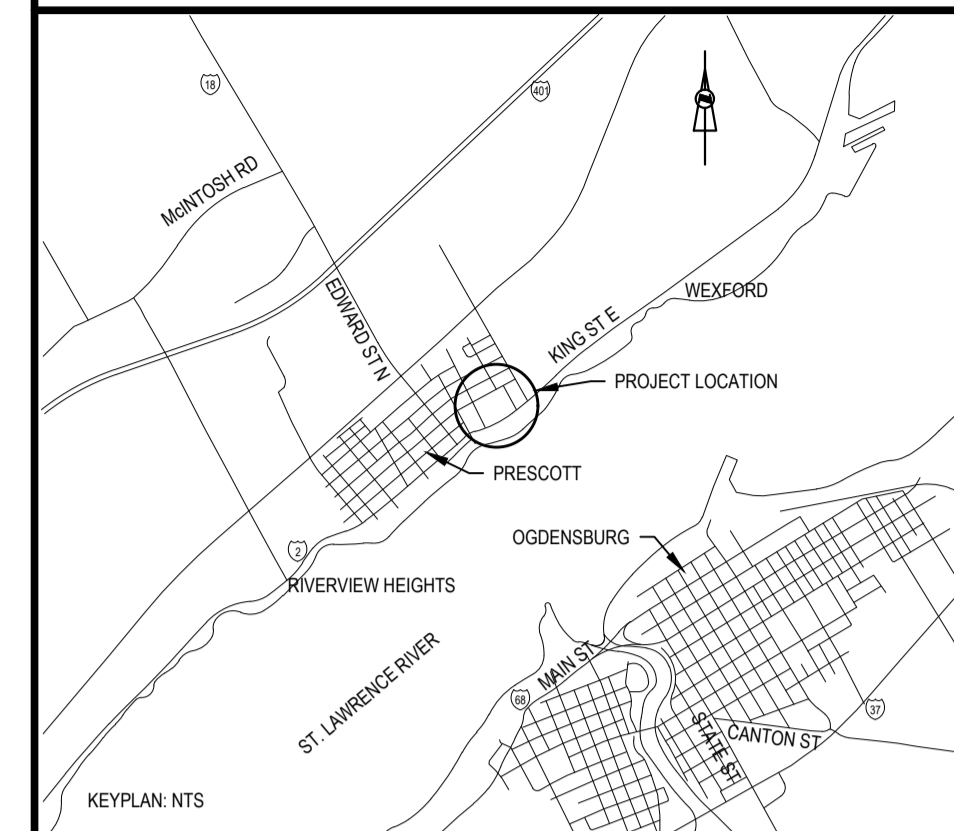 18
401
McINTOSH RD
EDWARD ST N
WEXFORD
KING ST E
PROJECT LOCATION
PRESCOTT
OGDENSBURG
2
RIVERVIEW HEIGHTS
ST. LAWRENCE RIVER
MAIN ST
68
STATE ST
CANTON ST
37
KEYPLAN: NTS